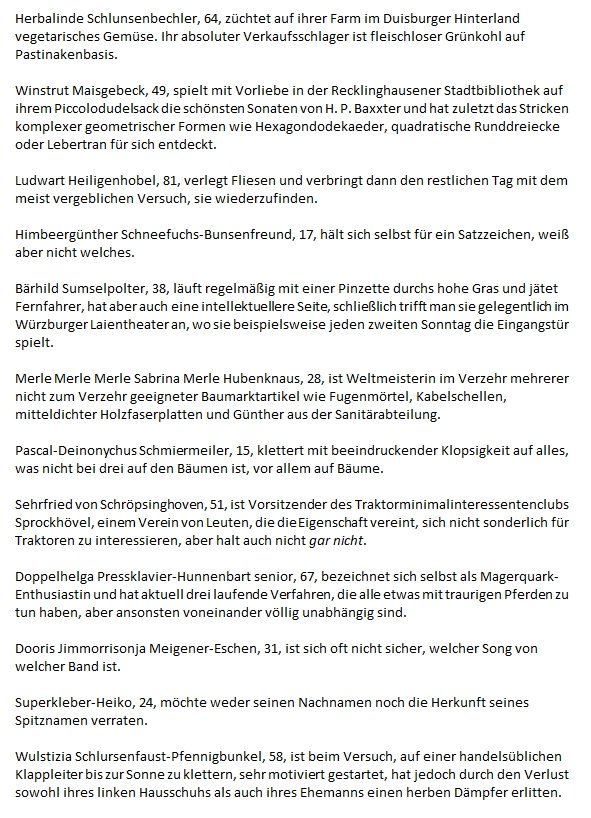 Herbalinde Schlunsenbechler, 64, züchtet auf ihrer Farm im Duisburger Hinterland
vegetarisches Gemüse. Ihr absoluter Verkaufsschlager ist fleischloser Grünkohl auf
Pastinakenbasis.

Winstrut Maisgebeck, 49, spielt mit Vorliebe in der Recklinghausener Stadtbibliothek auf
ihrem Piccolodudelsack die schönsten Sonaten von H. P. Baxxter und hat zuletzt das Stricken
komplexer geometrischer Formen wie Hexagondodekaeder, quadratische Runddreiecke
oder Lebertran für sich entdeckt.

Ludwart Heiligenhobel, 81, verlegt Fliesen und verbringt dann den restlichen Tag mit dem
meist vergeblichen Versuch, sie wiederzufinden.

Himbeergünther Schneefuchs-Bunsenfreund, 17, hält sich selbst für ein Satzzeichen, weiß
aber nicht welches.

Bärhild Sumselpolter, 38, läuft regelmäßig mit einer Pinzette durchs hohe Gras und jätet
Fernfahrer, hat aber auch eine intellektuellere Seite, schließlich trifft man sie gelegentlich im
Würzburger Laientheater an, wo sie beispielsweise jeden zweiten Sonntag die Eingangstür
spielt.

Merle Merle Merle Sabrina Merle Hubenknaus, 28, ist Weltmeisterin im Verzehr mehrerer
nicht zum Verzehr geeigneter Baumarktartikel wie Fugenmörtel, Kabelschellen,
mitteldichter Holzfaserplatten und Günther aus der Sanitärabteilung.

Pascal-Deinonychus Schmiermeiler, 15, klettert mit beeindruckender Klopsigkeit auf alles,
was nicht bei drei auf den Bäumen ist, vor allem auf Bäume.

Sehrfried von Schröpsinghoven, 51, ist Vorsitzender des Traktorminimalinteressentenclubs
Sprockhövel, einem Verein von Leuten, die die Eigenschaft vereint, sich nicht sonderlich für
Traktoren zu interessieren, aber halt auch nicht gar nicht.

Doppelhelga Pressklavier-Hunnenbart senior, 67, bezeichnet sich selbst als Magerquark-
Enthusiastin und hat aktuell drei laufende Verfahren, die alle etwas mit traurigen Pferden zu
tun haben, aber ansonsten voneinander völlig unabhängig sind.

Dooris Jimmorrisonja Meigener-Eschen, 31, ist sich oft nicht sicher, welcher Song von
welcher Band ist.

Superkleber-Heiko, 24, möchte weder seinen Nachnamen noch die Herkunft seines
Spitznamen verraten.

Wulstizia Schlursenfaust-Pfennigbunkel, 58, ist beim Versuch, auf einer handelsüblichen
Klappleiter bis zur Sonne zu klettern, sehr motiviert gestartet, hat jedoch durch den Verlust
sowohl ihres linken Hausschuhs als auch ihres Ehemanns einen herben Dämpfer erlitten.